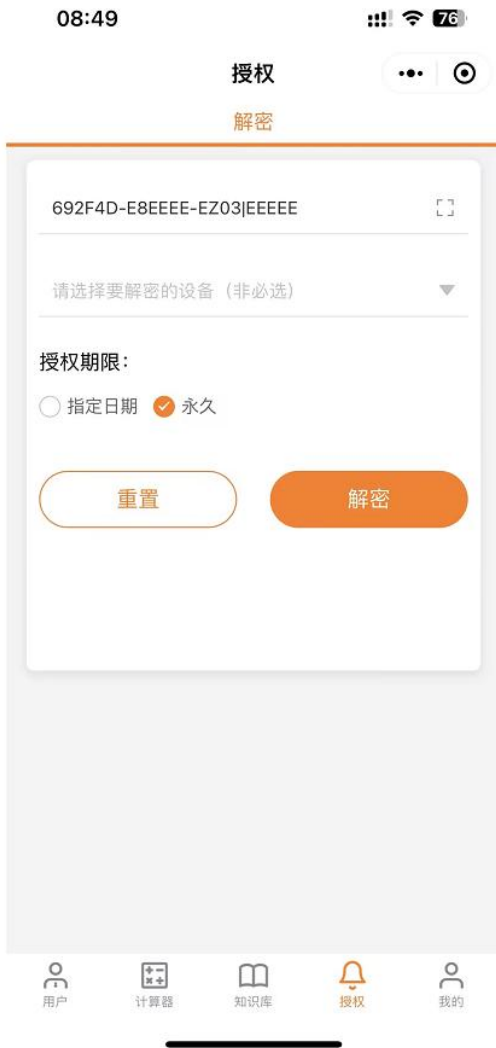 08:49
76
授权
解密
692F4D-E8EEEE-EZ03|EEEEE
请选择要解密的设备（非必选）
授权期限：
指定日期 永久
重置 解密
用户 计算器 知识库 授权 我的